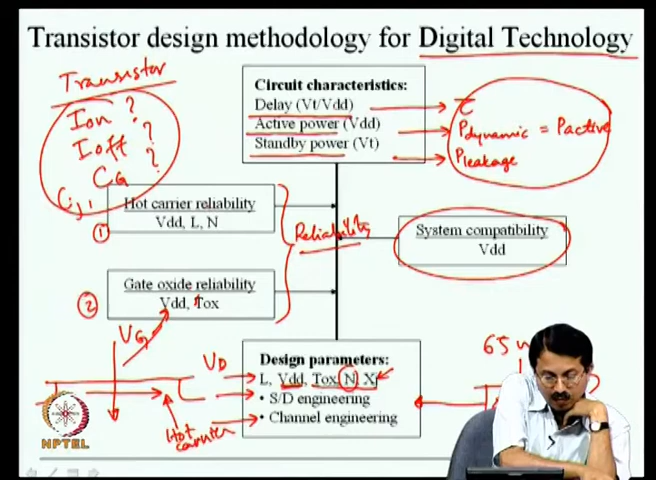 Transistor design methodology for Digital Technology
Transistor
Ion ?
Ioff ?
CG ?
Cj,
Circuit characteristics:
Delay (Vt/Vdd)
Active power (Vdd)
Standby power (Vt)
τ
Pdynamic = Pactive
Pleakage
Hot carrier reliability
Vdd, L, N
①
Reliability
System compatibility
Vdd
Gate oxide reliability
Vdd, Tox
②
VG
VD
Hot
carrier
Design parameters:
L, Vdd, Tox, N, X
• S/D engineering
• Channel engineering
65
NPTEL